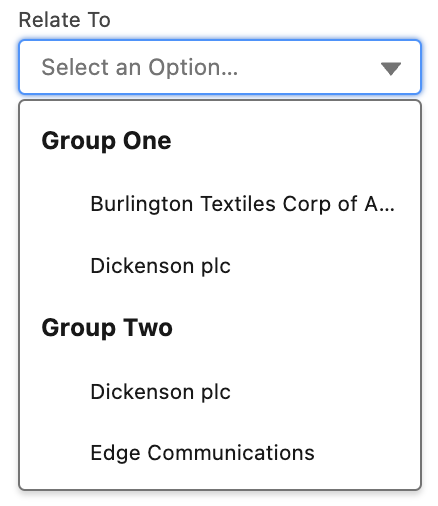 Relate To
Select an Option...
Group One
Burlington Textiles Corp of A...
Dickenson plc
Group Two
Dickenson plc
Edge Communications